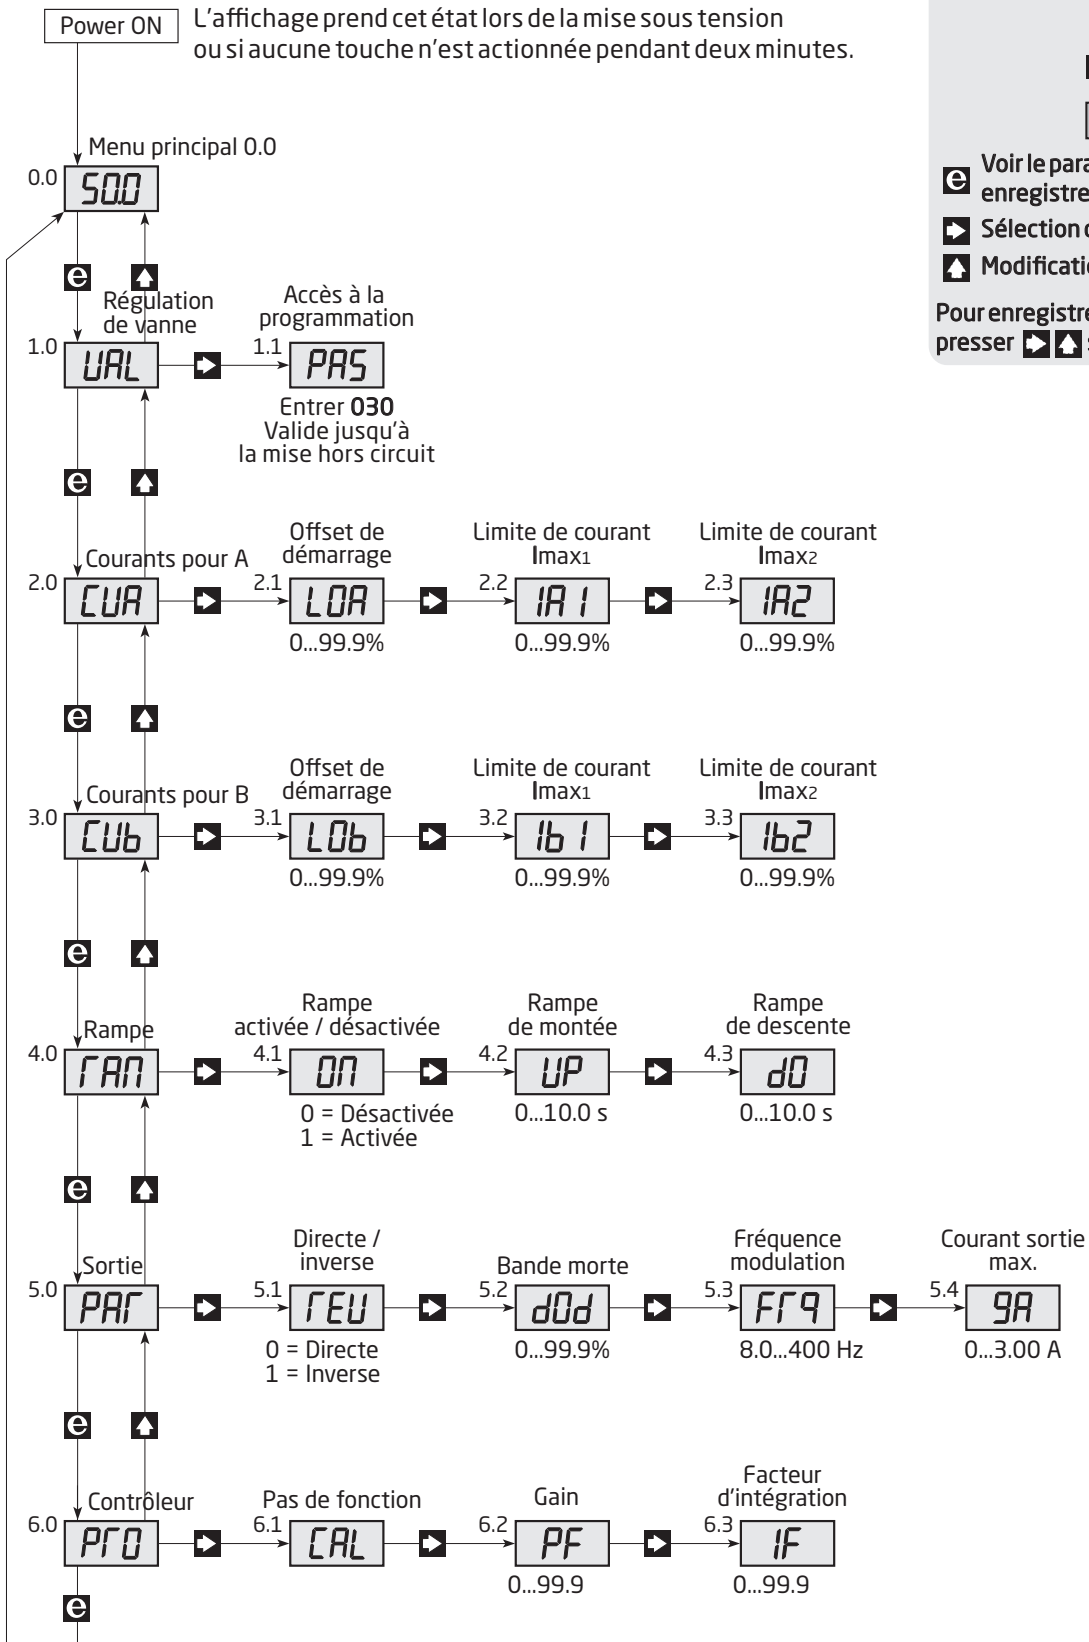 Power ON
L'affichage prend cet état lors de la mise sous tension
ou si aucune touche n'est actionnée pendant deux minutes.
Menu principal 0.0
0.0
50.0
e
Voir le para
enregistre
Sélection
Modificati
Pour enregistre
presser
e
Régulation
de vanne
Accès à la
programmation
1.0
VAL
1.1
PAS
Entrer 030
Valide jusqu'à
la mise hors circuit
e
Courants pour A
Offset de
démarrage
Limite de courant
Imax1
Limite de courant
Imax2
2.0
CUA
2.1
LOA
2.2
IA1
2.3
IA2
0...99.9%
0...99.9%
0...99.9%
e
Courants pour B
Offset de
démarrage
Limite de courant
Imax1
Limite de courant
Imax2
3.0
CUb
3.1
LOb
3.2
Ib1
3.3
Ib2
0...99.9%
0...99.9%
0...99.9%
e
Rampe
Rampe
activée / désactivée
Rampe
de montée
Rampe
de descente
4.0
rAn
4.1
On
4.2
UP
4.3
dO
0 = Désactivée
1 = Activée
0...10.0 s
0...10.0 s
e
Sortie
Directe /
inverse
Bande morte
Fréquence
modulation
Courant sortie
max.
5.0
PAr
5.1
rEV
5.2
dOd
5.3
Frq
5.4
gA
0 = Directe
1 = Inverse
0...99.9%
8.0...400 Hz
0...3.00 A
e
Contrôleur
Pas de fonction
Gain
Facteur
d'intégration
6.0
PrO
6.1
CAL
6.2
PF
6.3
IF
0...99.9
0...99.9
e